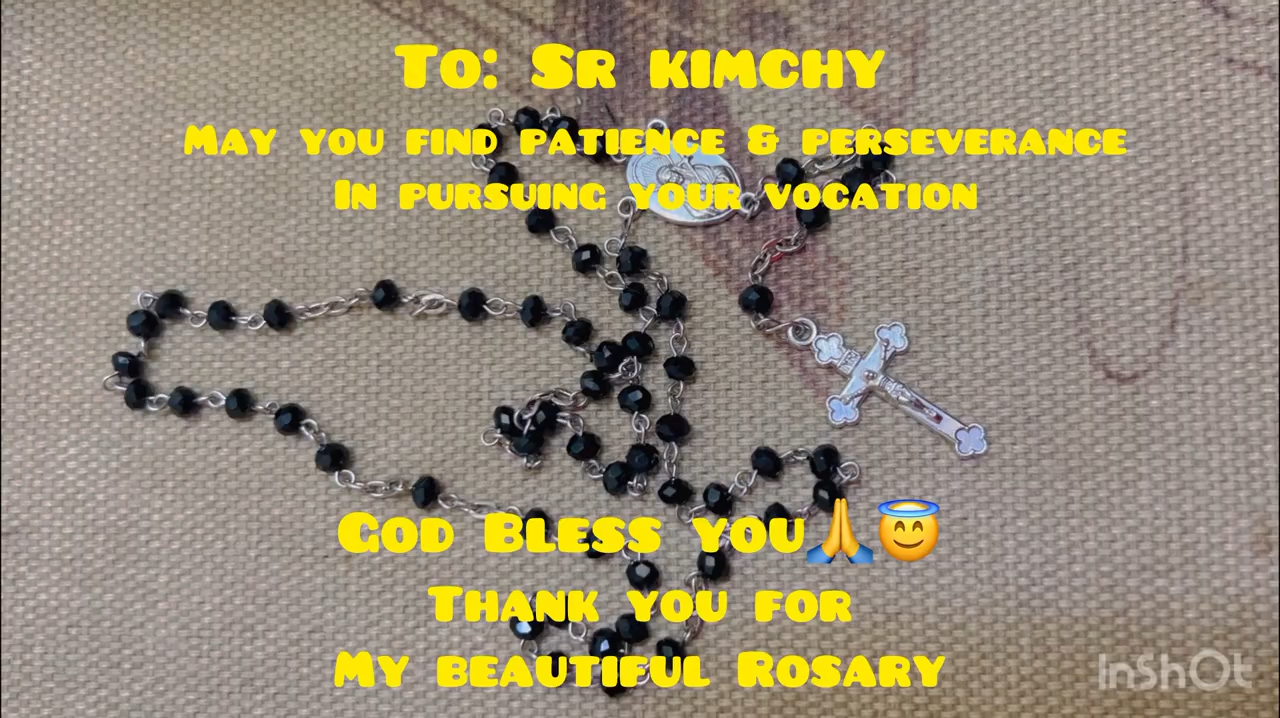 To: Sr kimchy
May you find patience & perseverance
In pursuing your vocation
God Bless you🙏😇
Thank you for
My beautiful Rosary
InShOt